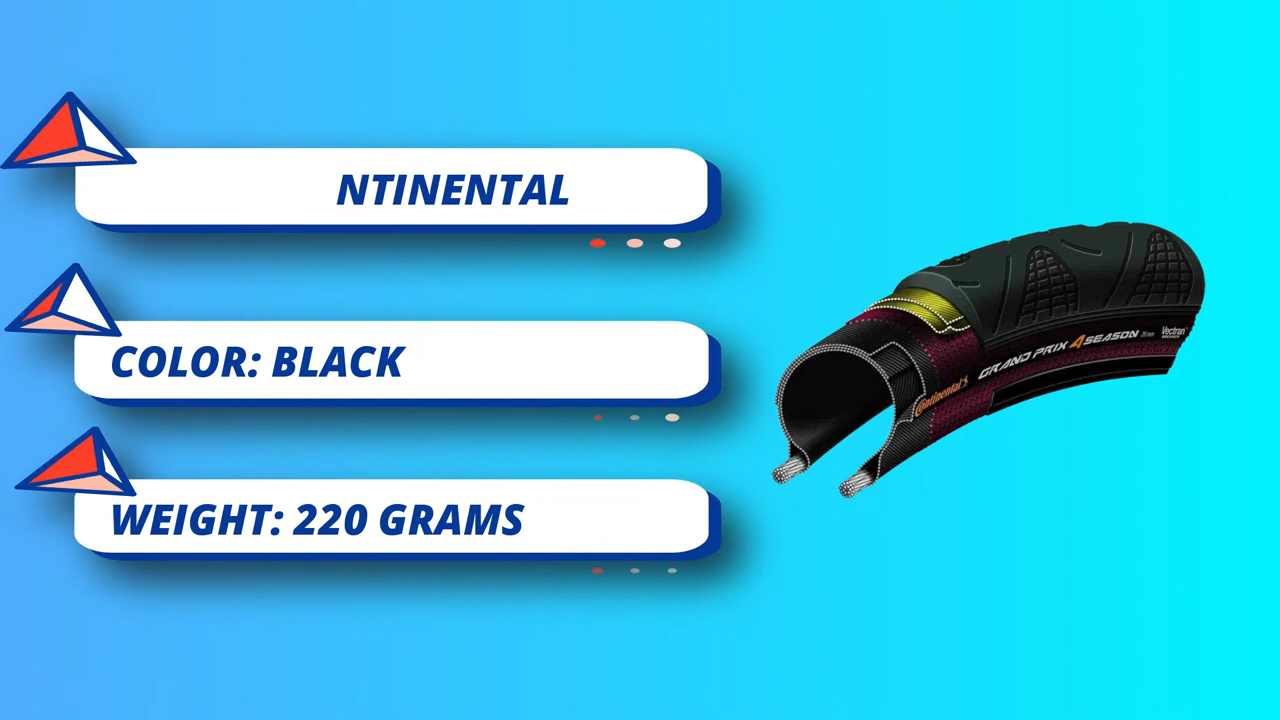 NTINENTAL
COLOR: BLACK
WEIGHT: 220 GRAMS
GRAND PRIX 4 SEASON
Vectran
Continental